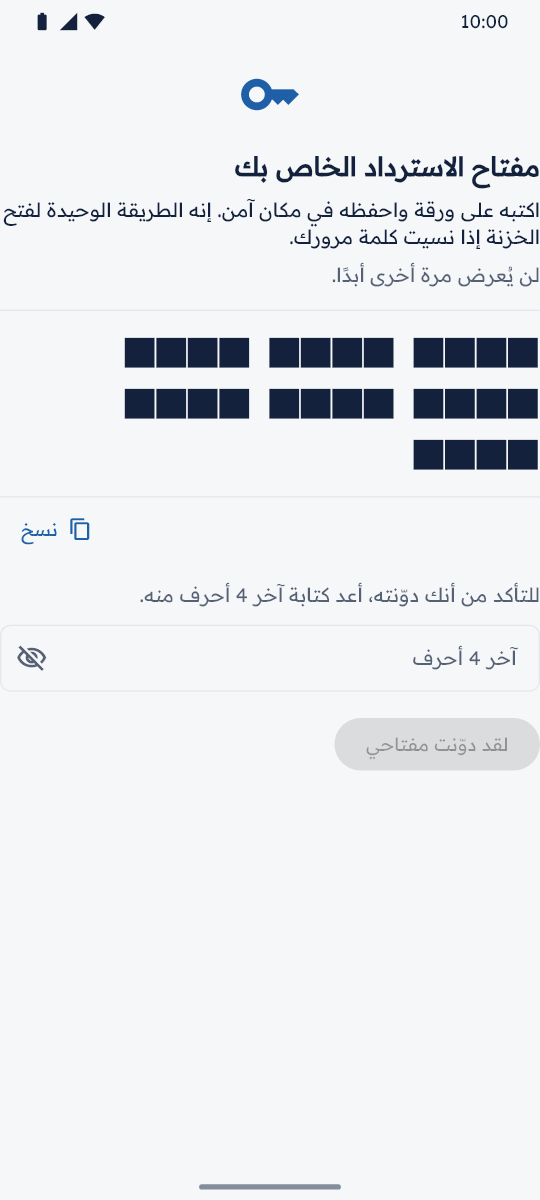 10:00
مفتاح الاسترداد الخاص بك
اكتبه على ورقة واحفظه في مكان آمن. إنه الطريقة الوحيدة لفتح
الخزنة إذا نسيت كلمة مرورك.
لن يُعرض مرة أخرى أبدًا.
نسخ
للتأكد من أنك دوّنته، أعد كتابة آخر 4 أحرف منه.
آخر 4 أحرف
لقد دوّنت مفتاحي